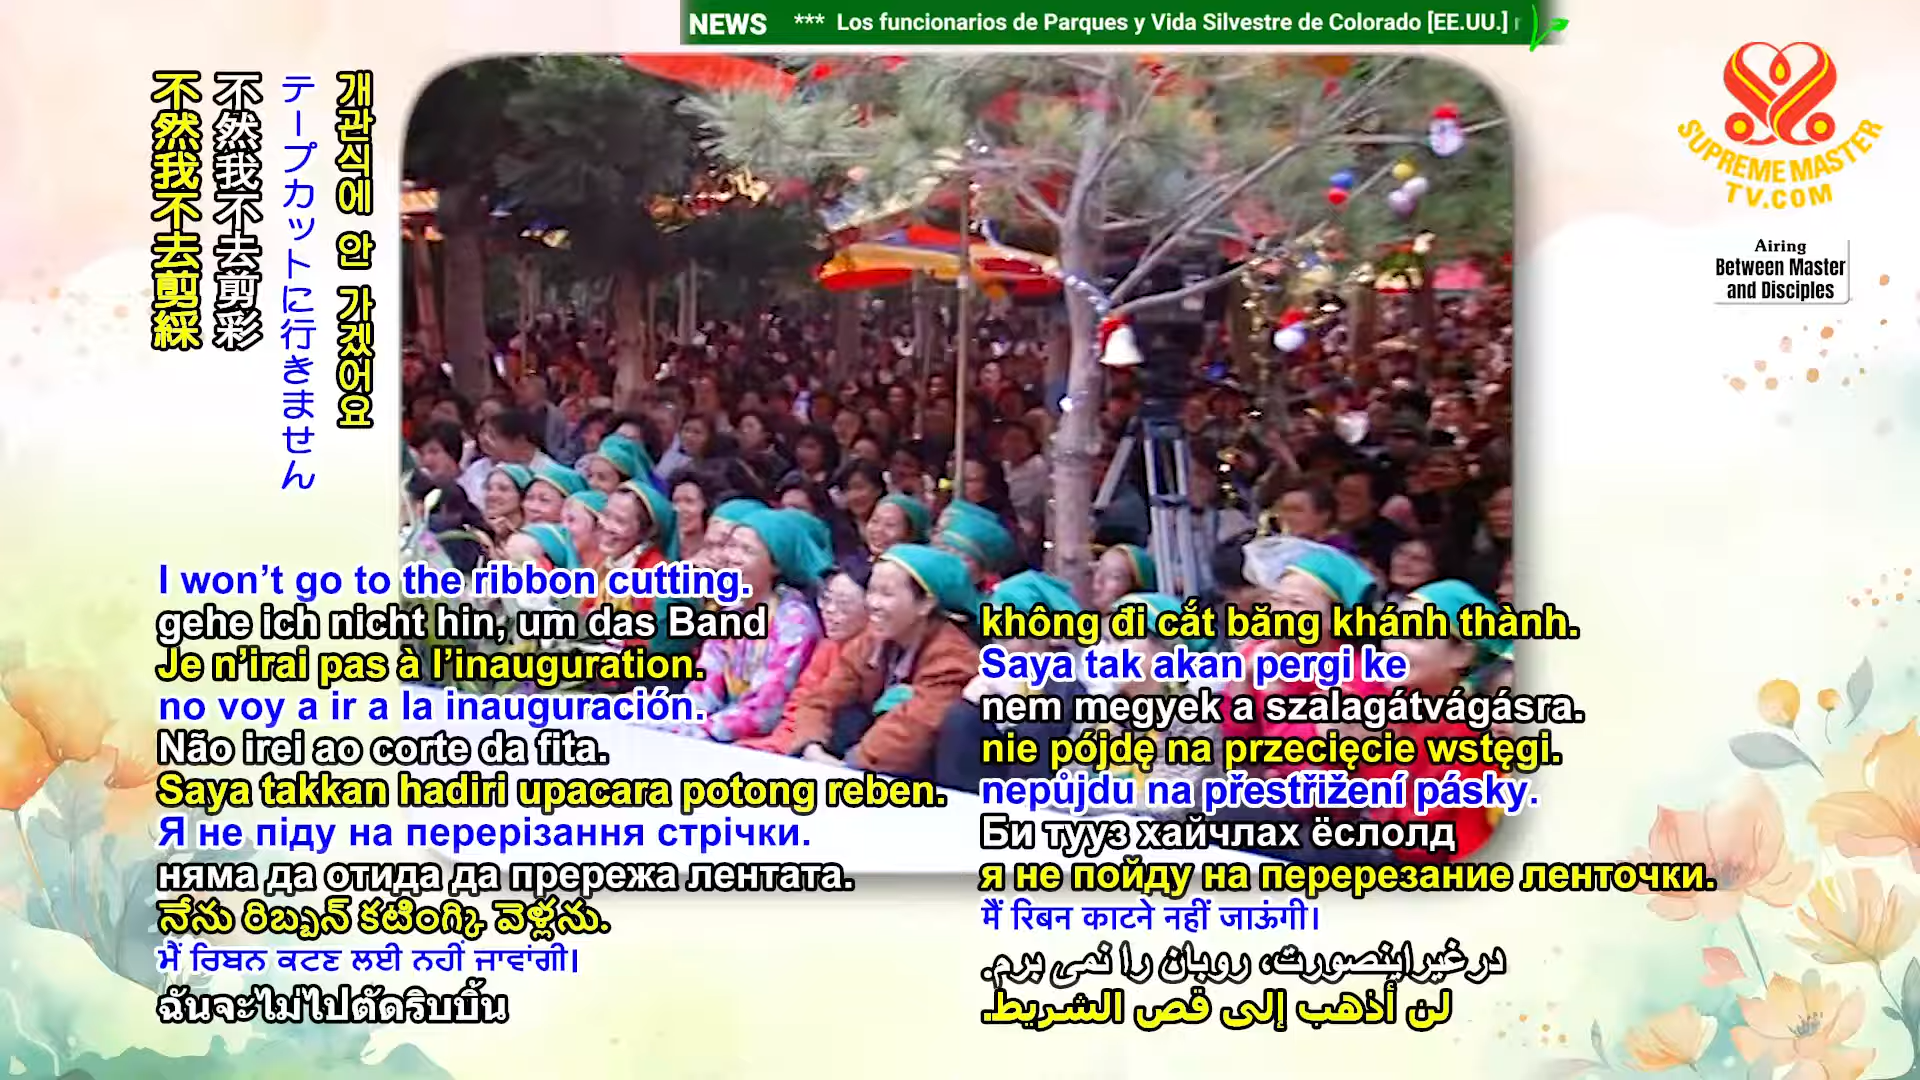 NEWS *** Los funcionarios de Parques y Vida Silvestre de Colorado [EE.UU.]
SUPREME MASTER
TV.COM
Airing
Between Master
and Disciples
개관식에 안 가겠어요
テープカットに行きません
不然我不去剪彩
不然我不去剪綵
I won’t go to the ribbon cutting.
gehe ich nicht hin, um das Band
Je n’irai pas à l’inauguration.
no voy a ir a la inauguración.
Não irei ao corte da fita.
Saya takkan hadiri upacara potong reben.
Я не піду на перерізання стрічки.
няма да отида да прережа лентата.
నేను రిబ్బన్ కటింగ్కి వెళ్లను.
ਮੈਂ ਰਿਬਨ ਕਟਣ ਲਈ ਨਹੀਂ ਜਾਵਾਂਗੀ।
ฉันจะไม่ไปตัดริบบิ้น
không đi cắt băng khánh thành.
Saya tak akan pergi ke
nem megyek a szalagátvágásra.
nie pójdę na przecięcie wstęgi.
nepůjdu na přestřižení pásky.
Би тууз хайчлах ёслолд
я не пойду на перерезание ленточки.
मैं रिबन काटने नहीं जाऊंगी।
درغیراینصورت، روبان را نمی برم.
لن أذهب إلى قص الشريط.